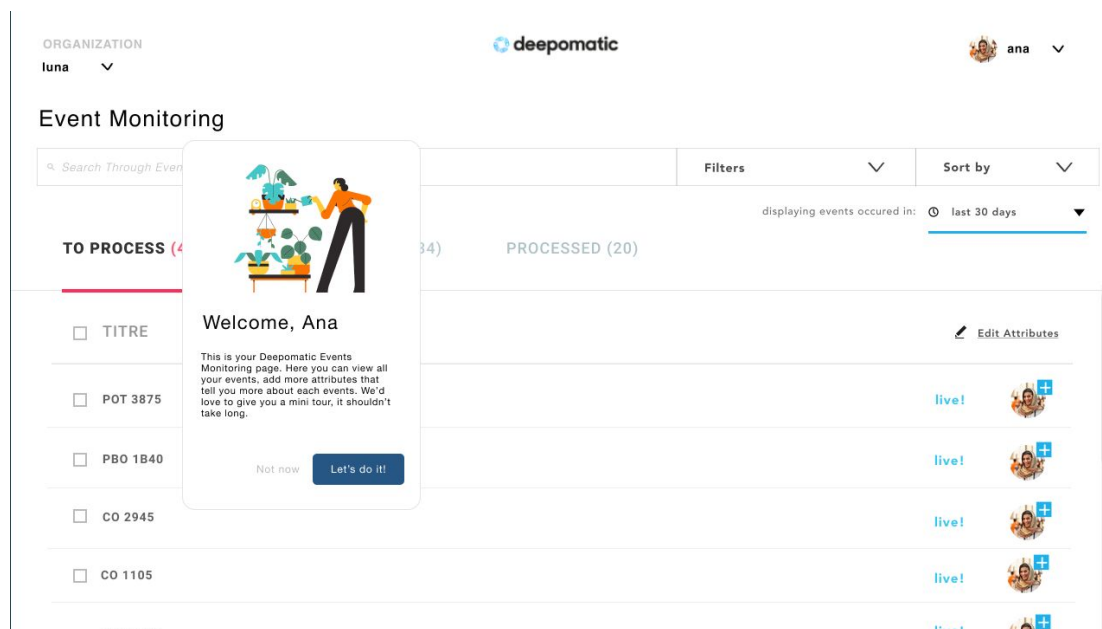 ORGANIZATION
luna
deepomatic
ana
Event Monitoring
Search Through Even
Filters
Sort by
displaying events occured in:
last 30 days
TO PROCESS (4
34)
PROCESSED (20)
Welcome, Ana
This is your Deepomatic Events
Monitoring page. Here you can view all
your events, add more attributes that
tell you more about each events. We'd
love to give you a mini tour, it shouldn't
take long.
Not now
Let's do it!
TITRE
Edit Attributes
POT 3875
live!
PBO 1B40
live!
CO 2945
live!
CO 1105
live!